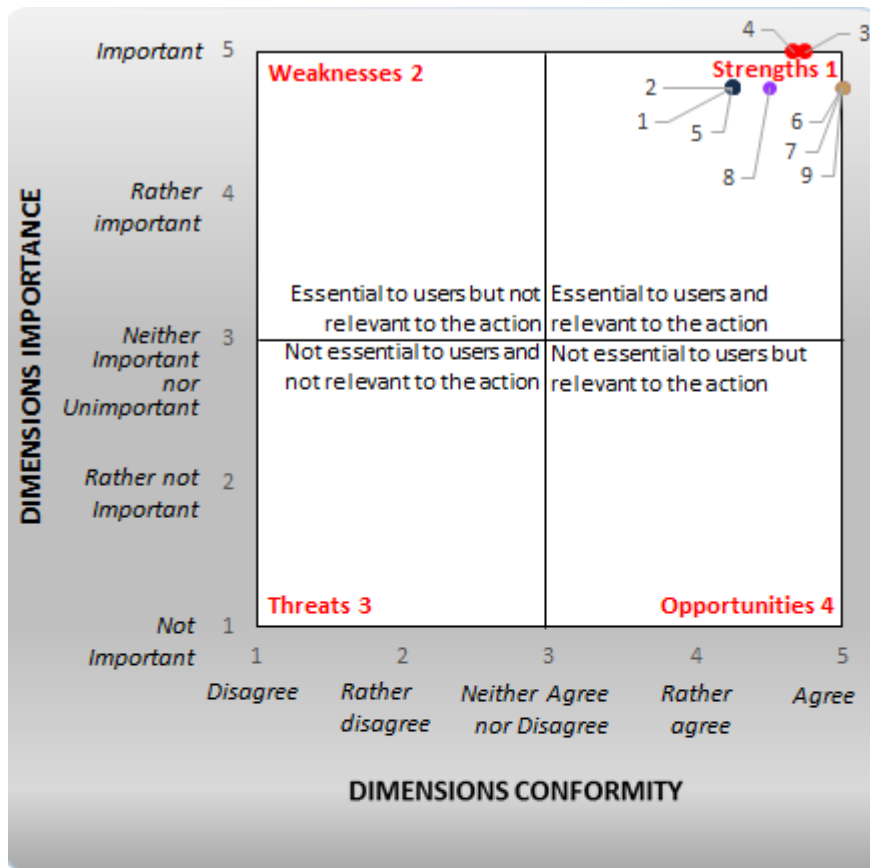 Important 5
4
3
Weaknesses 2
Strengths 1
2
1
5
8
6
7
9
Rather
important
4
Essential to users but not
relevant to the action
Essential to users and
relevant to the action
Neither
Important
nor
Unimportant
3
Not essential to users and
not relevant to the action
Not essential to users but
relevant to the action
DIMENSIONS IMPORTANCE
Rather not
Important
2
Threats 3
Opportunities 4
Not
Important
1
1
2
3
4
5
Disagree
Rather
disagree
Neither Agree
nor Disagree
Rather
agree
Agree
DIMENSIONS CONFORMITY